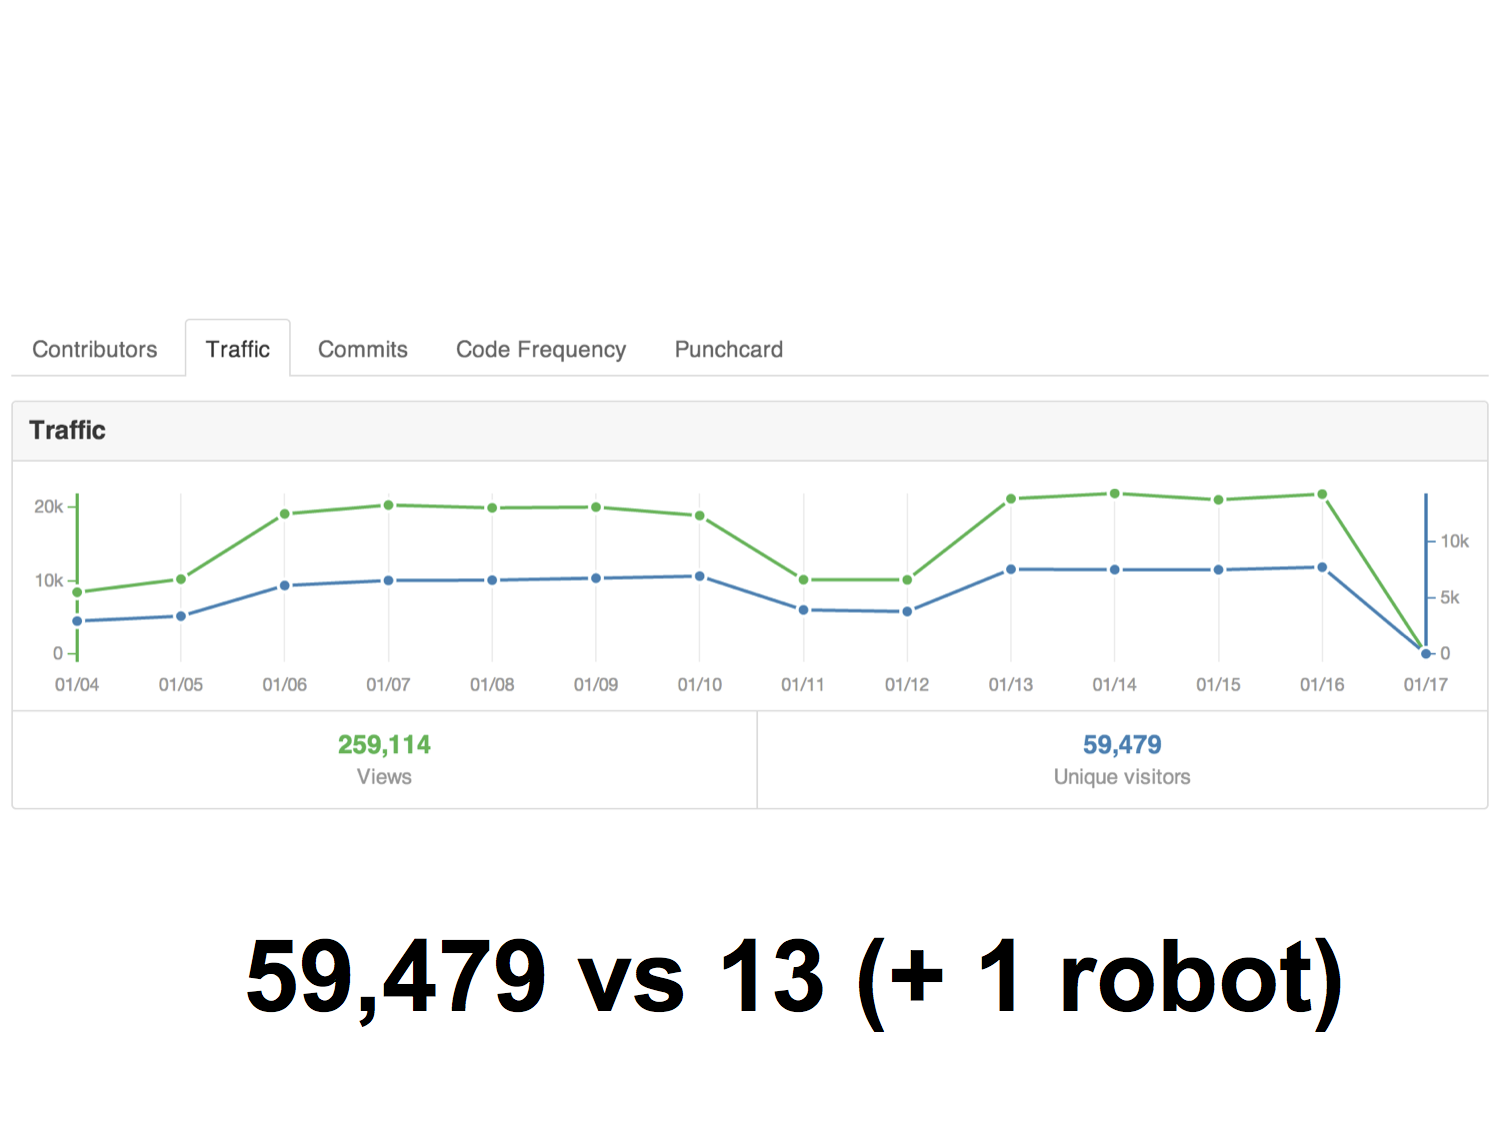 Contributors Traffic Commits Code Frequency Punchcard
Traffic
20k
10k
0
10k
5k
0
01/04 01/05 01/06 01/07 01/08 01/09 01/10 01/11 01/12 01/13 01/14 01/15 01/16 01/17
259,114
Views
59,479
Unique visitors
59,479 vs 13 (+ 1 robot)